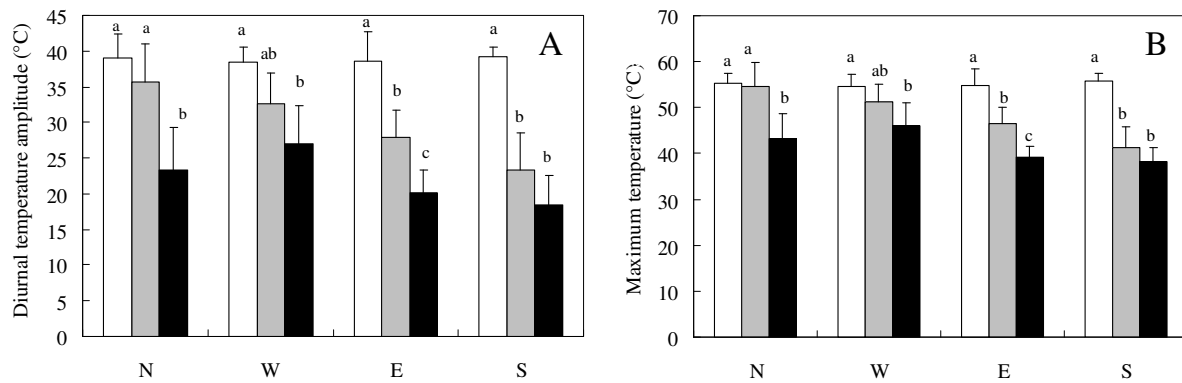 A
Diurnal temperature amplitude (°C)
45
40
35
30
25
20
15
10
5
0
a a b
a ab b
a b c
a b b
N W E S
B
Maximum temperature (°C)
70
60
50
40
30
20
10
0
a a b
a ab b
a b c
a b b
N W E S